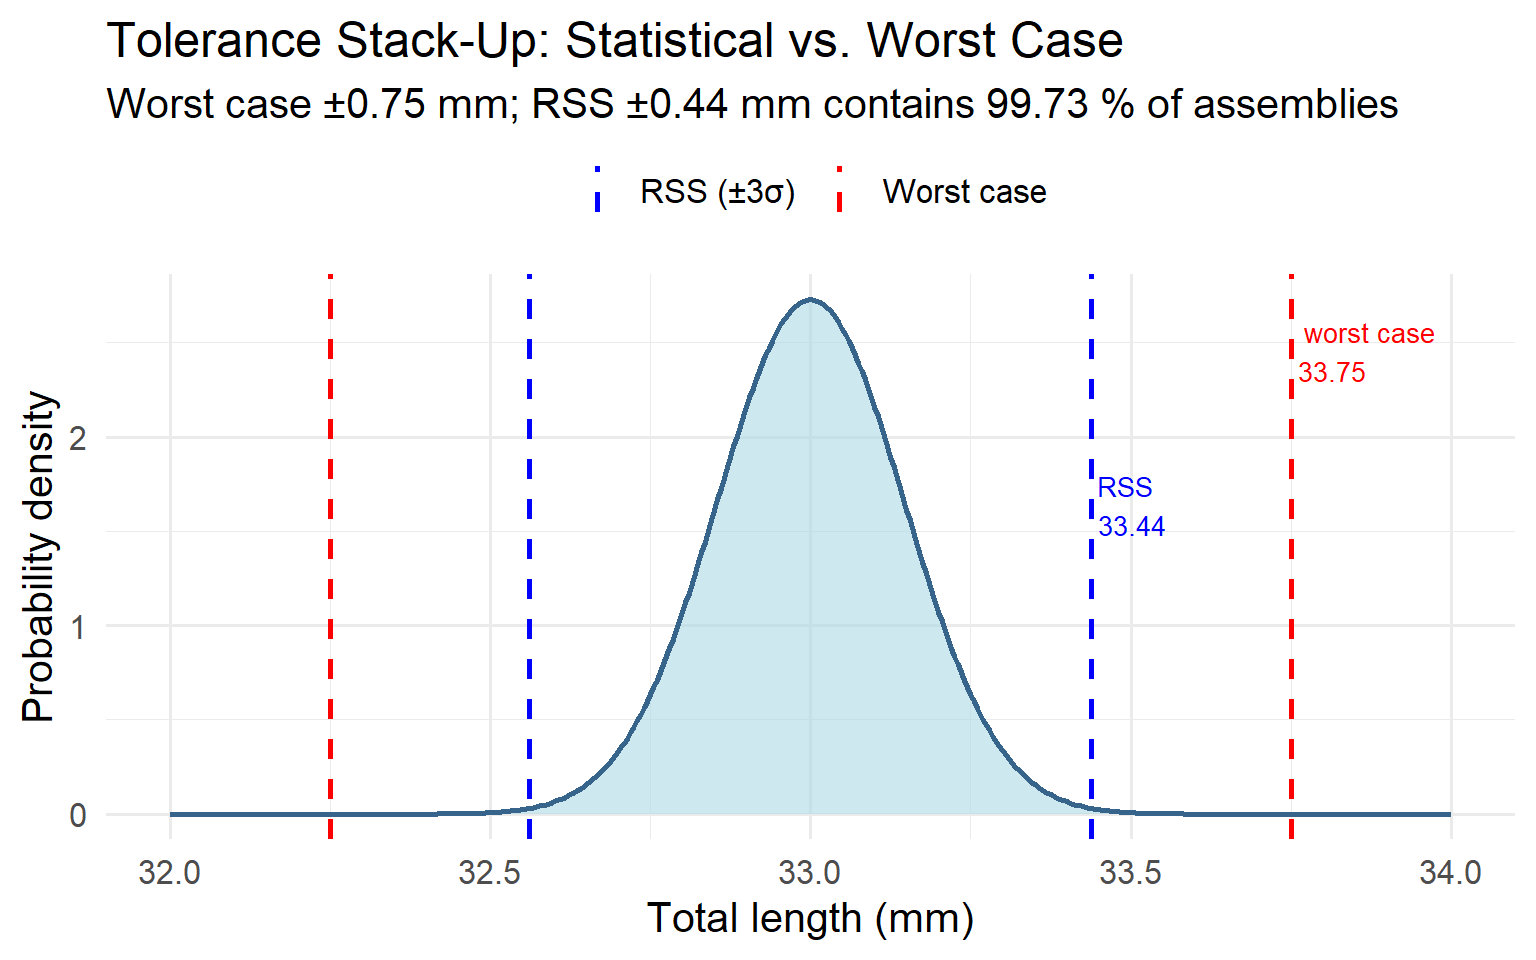 Tolerance Stack-Up: Statistical vs. Worst Case
Worst case ±0.75 mm; RSS ±0.44 mm contains 99.73 % of assemblies
RSS (±3σ)
Worst case
worst case
33.75
RSS
33.44
Probability density
2
1
0
32.0
32.5
33.0
33.5
34.0
Total length (mm)